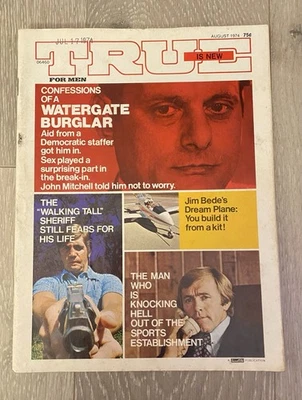 JUL 17 1974
AUGUST 1974 75¢
TRUE
IS NEW
FOR MEN
CONFESSIONS
OF A
WATERGATE
BURGLAR
Aid from a
Democratic staffer
got him in.
Sex played a
surprising part in
the break-in.
John Mitchell told him not to worry.
THE
"WALKING TALL"
SHERIFF
STILL FEARS FOR
HIS LIFE
Jim Bede's
Dream Plane:
You build it
from a kit!
THE MAN
WHO
IS
KNOCKING
HELL
OUT OF THE
SPORTS
ESTABLISHMENT